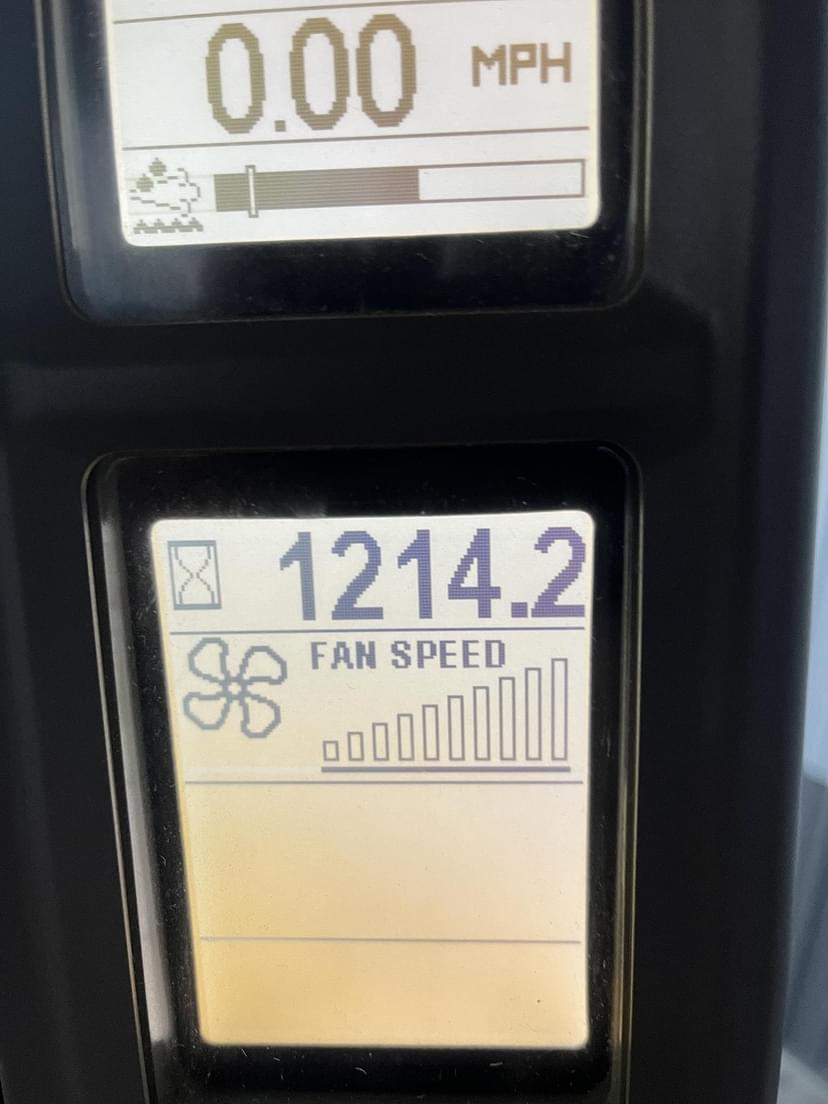 0.00 MPH
1214.2
FAN SPEED